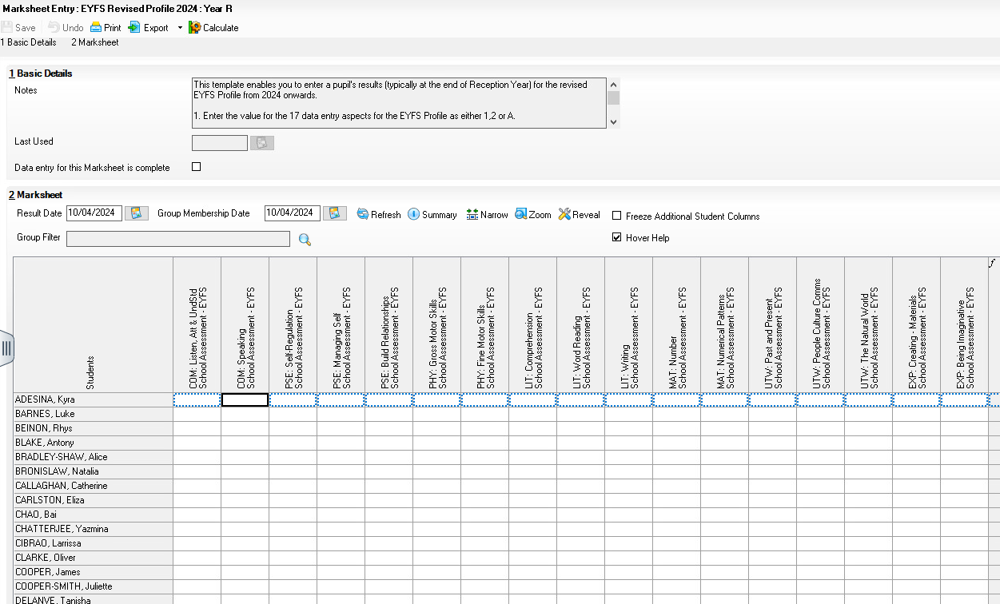 Marksheet Entry : EYFS Revised Profile 2024 : Year R
Save Undo Print Export Calculate
1 Basic Details 2 Marksheet
1 Basic Details
Notes
This template enables you to enter a pupil's results (typically at the end of Reception Year) for the revised
EYFS Profile from 2024 onwards.
1. Enter the value for the 17 data entry aspects for the EYFS Profile as either 1,2 or A.
Last Used
Data entry for this Marksheet is complete
2 Marksheet
Result Date 10/04/2024 Group Membership Date 10/04/2024 Refresh Summary Narrow Zoom Reveal Freeze Additional Student Columns
Group Filter Hover Help
Students
COM: Listen, Att & UndStd
School Assessment - EYFS
COM: Speaking
School Assessment - EYFS
PSE: Self-Regulation
School Assessment - EYFS
PSE: Managing Self
School Assessment - EYFS
PSE: Build Relationships
School Assessment - EYFS
PHY: Gross Motor Skills
School Assessment - EYFS
PHY: Fine Motor Skills
School Assessment - EYFS
LIT: Comprehension
School Assessment - EYFS
LIT: Word Reading
School Assessment - EYFS
LIT: Writing
School Assessment - EYFS
MAT: Number
School Assessment - EYFS
MAT: Numerical Patterns
School Assessment - EYFS
UTW: Past and Present
School Assessment - EYFS
UTW: People Culture Comms
School Assessment - EYFS
UTW: The Natural World
School Assessment - EYFS
EXP: Creating - Materials
School Assessment - EYFS
EXP: Being Imaginative
School Assessment - EYFS
f
ADESINA, Kyra
BARNES, Luke
BEINON, Rhys
BLAKE, Antony
BRADLEY-SHAW, Alice
BRONISLAW, Natalia
CALLAGHAN, Catherine
CARLSTON, Eliza
CHAO, Bai
CHATTERJEE, Yazmina
CIBRAO, Larrissa
CLARKE, Oliver
COOPER, James
COOPER-SMITH, Juliette
DELANVE, Tanisha